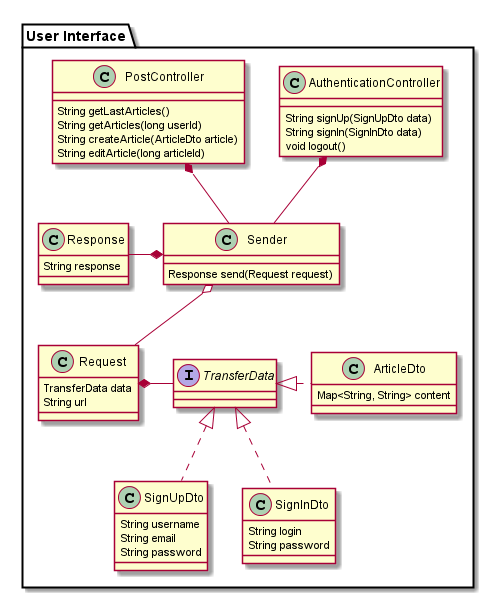 User Interface
C PostController
String getLastArticles()
String getArticles(long userId)
String createArticle(ArticleDto article)
String editArticle(long articleId)
C AuthenticationController
String signUp(SignUpDto data)
String signIn(SignInDto data)
void logout()
C Response
String response
C Sender
Response send(Request request)
C Request
TransferData data
String url
I TransferData
C ArticleDto
Map<String, String> content
C SignUpDto
String username
String email
String password
C SignInDto
String login
String password